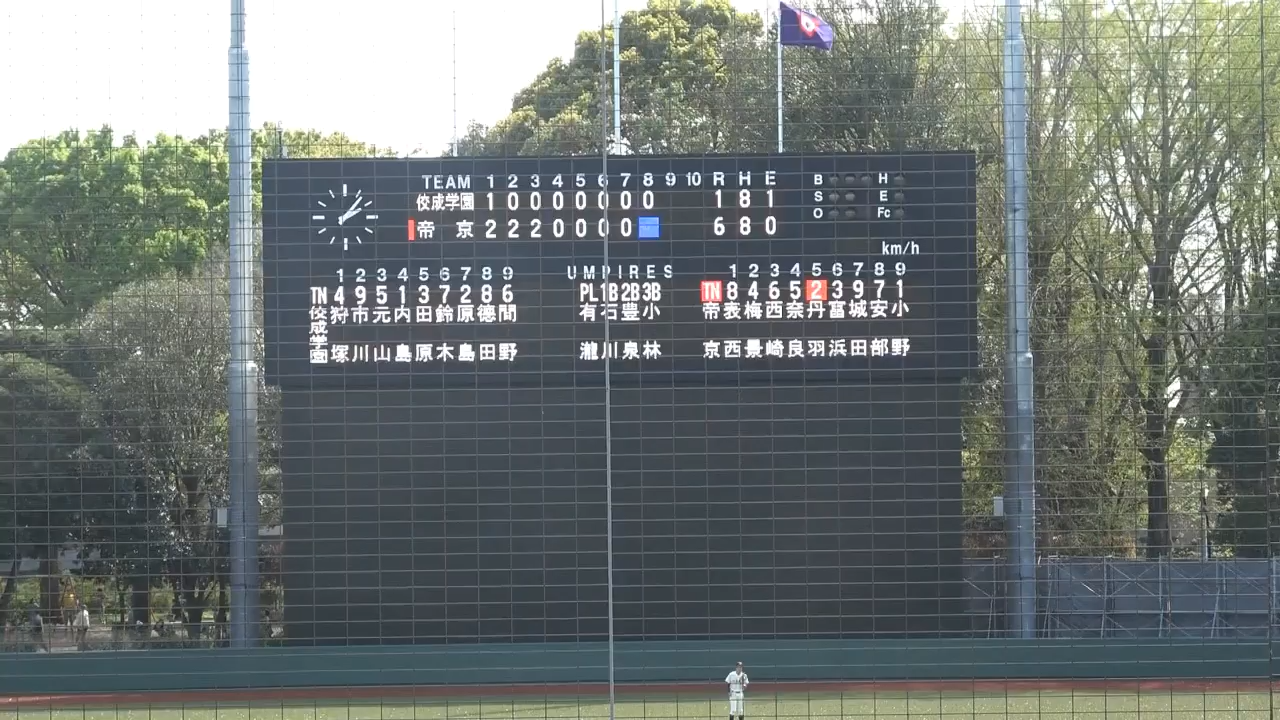 TEAM 1 2 3 4 5 6 7 8 9 10 R H E
佼成学園 1 0 0 0 0 0 0 0 1 8 1
帝京 2 2 2 0 0 0 0 6 8 0
B H
S E
O Fc
km/h
1 2 3 4 5 6 7 8 9
TN 4 9 5 1 3 7 2 8 6
佼成学園
狩塚
市川
元山
内島
田原
鈴木
原島
徳田
間野
UMPIRES
PL 1B 2B 3B
有瀧
石川
豊泉
小林
1 2 3 4 5 6 7 8 9
TN 8 4 6 5 2 3 9 7 1
帝京
表西
梅景
西崎
奈良
丹羽
富浜
城田
安部
小野